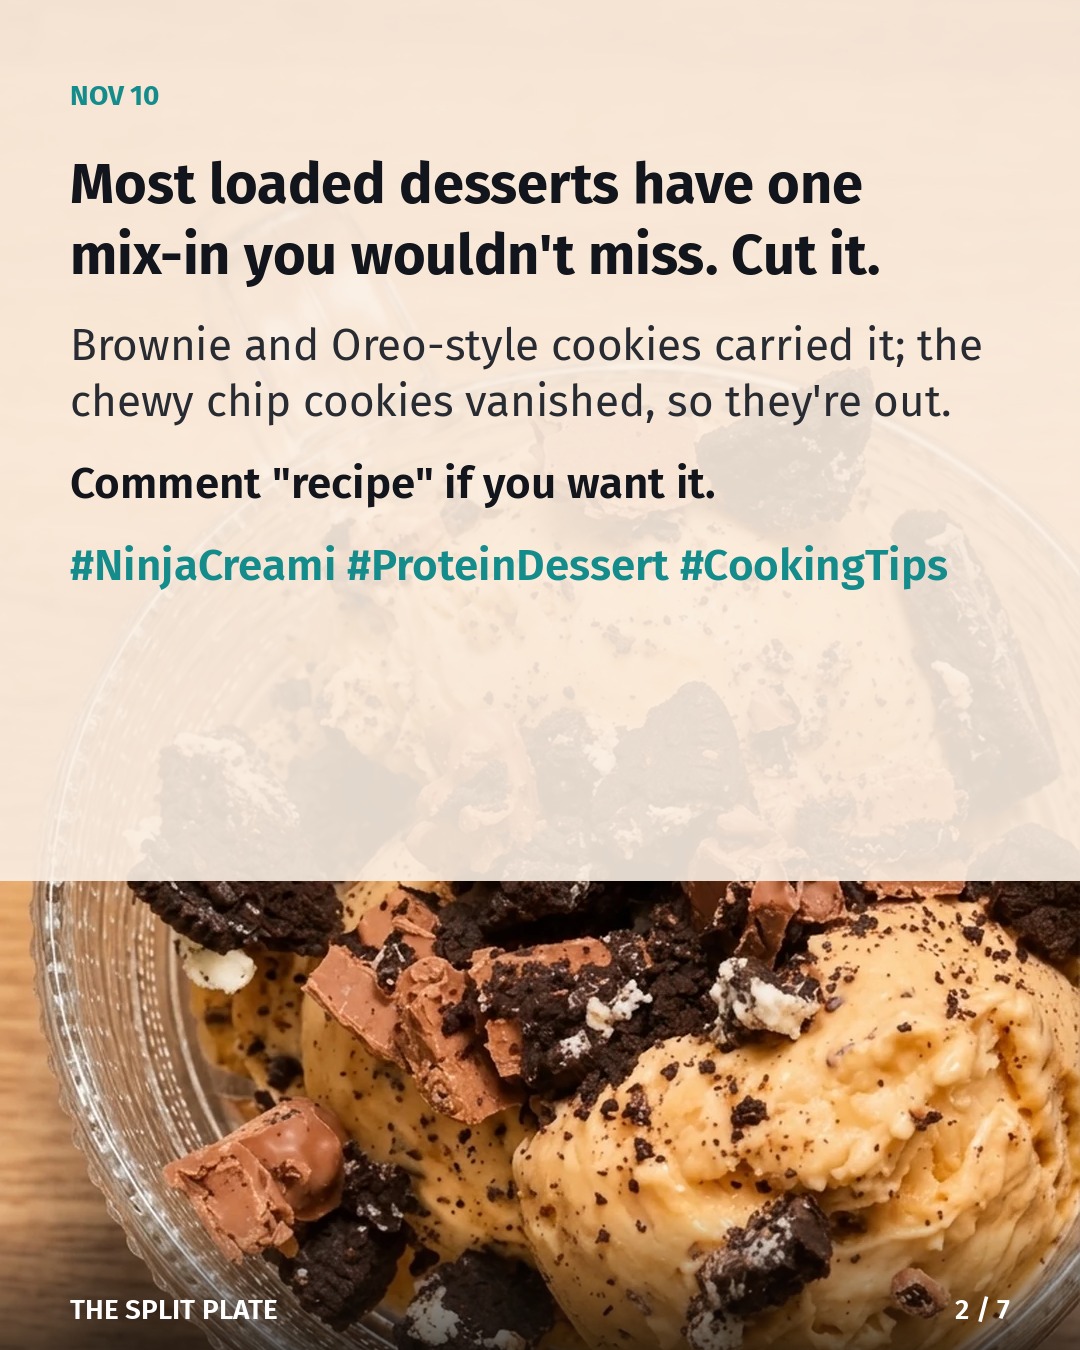 NOV 10
Most loaded desserts have one
mix-in you wouldn't miss. Cut it.
Brownie and Oreo-style cookies carried it; the
chewy chip cookies vanished, so they're out.
Comment "recipe" if you want it.
#NinjaCreami #ProteinDessert #CookingTips
THE SPLIT PLATE
2 / 7